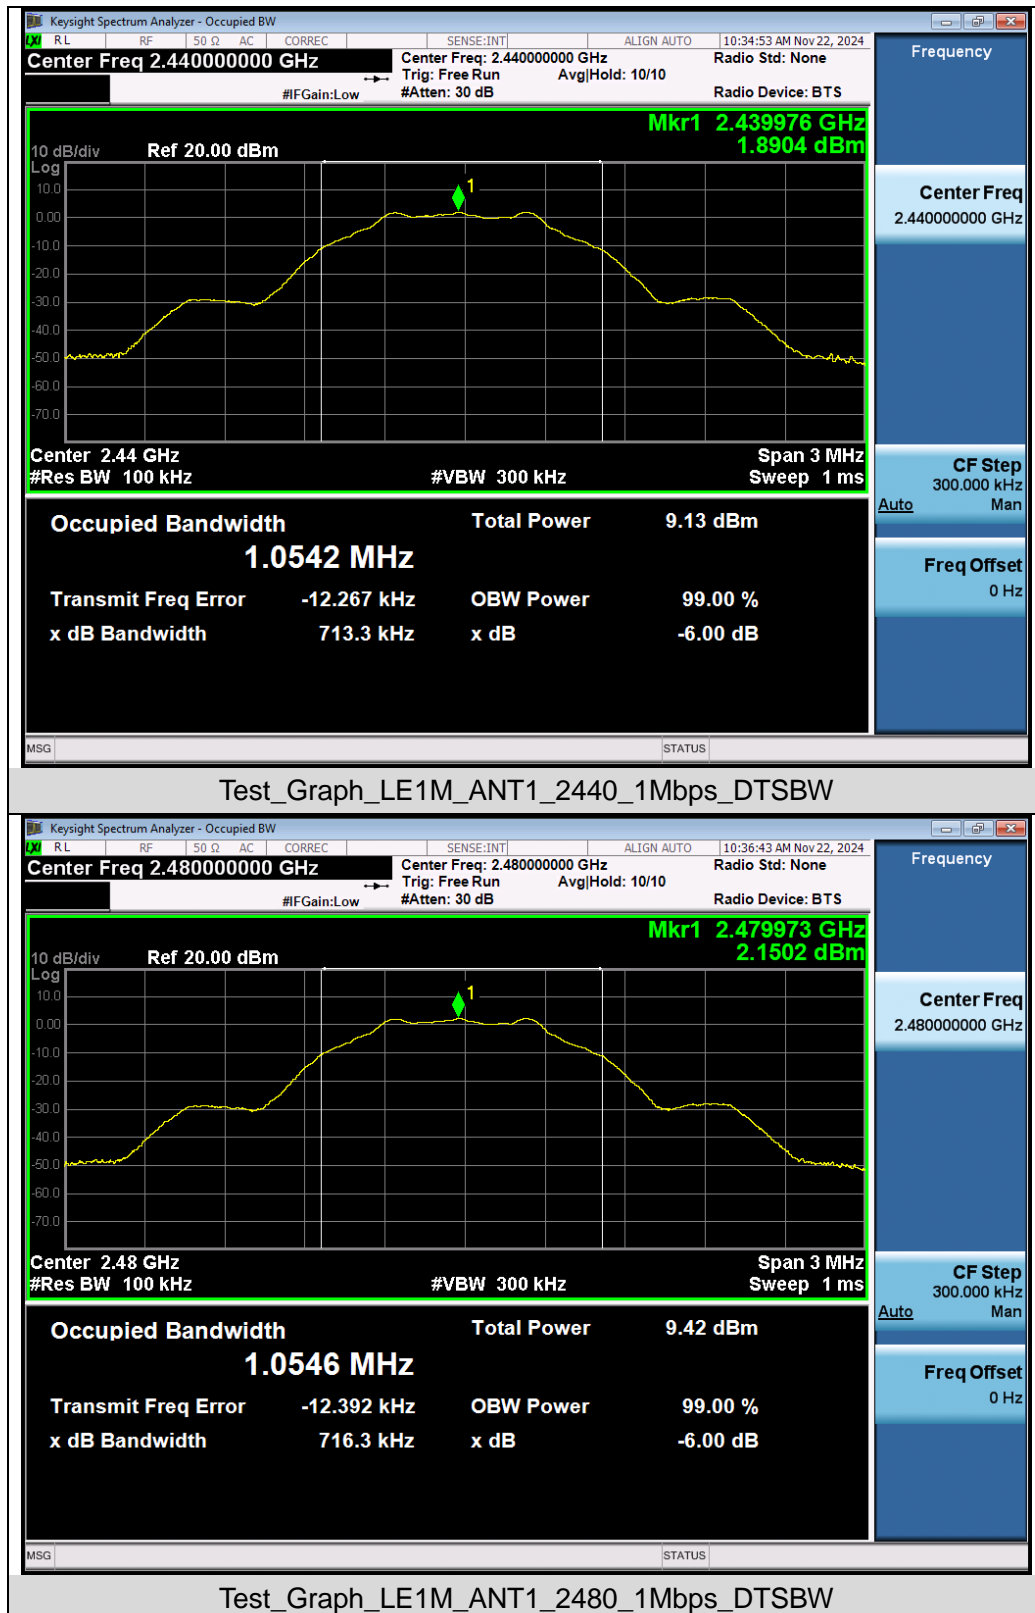 Keysight Spectrum Analyzer - Occupied BW
LXI RL RF 50 Ω AC CORREC SENSE:INT ALIGN AUTO 10:34:53 AM Nov 22, 2024
Center Freq 2.440000000 GHz
Center Freq: 2.440000000 GHz
Radio Std: None
Trig: Free Run Avg|Hold: 10/10
#IFGain:Low
#Atten: 30 dB
Radio Device: BTS
Frequency
Mkr1 2.439976 GHz
1.8904 dBm
10 dB/div Ref 20.00 dBm
Log
10.0
0.00
-10.0
-20.0
-30.0
-40.0
-50.0
-60.0
-70.0
1
Center Freq
2.440000000 GHz
Center 2.44 GHz Span 3 MHz
#Res BW 100 kHz #VBW 300 kHz Sweep 1 ms
CF Step
300.000 kHz
Auto Man
Occupied Bandwidth Total Power 9.13 dBm
1.0542 MHz
Transmit Freq Error -12.267 kHz OBW Power 99.00 %
x dB Bandwidth 713.3 kHz x dB -6.00 dB
Freq Offset
0 Hz
MSG STATUS
Test_Graph_LE1M_ANT1_2440_1Mbps_DTSBW
Keysight Spectrum Analyzer - Occupied BW
LXI RL RF 50 Ω AC CORREC SENSE:INT ALIGN AUTO 10:36:43 AM Nov 22, 2024
Center Freq 2.480000000 GHz
Center Freq: 2.480000000 GHz
Radio Std: None
Trig: Free Run Avg|Hold: 10/10
#IFGain:Low
#Atten: 30 dB
Radio Device: BTS
Frequency
Mkr1 2.479973 GHz
2.1502 dBm
10 dB/div Ref 20.00 dBm
Log
10.0
0.00
-10.0
-20.0
-30.0
-40.0
-50.0
-60.0
-70.0
1
Center Freq
2.480000000 GHz
Center 2.48 GHz Span 3 MHz
#Res BW 100 kHz #VBW 300 kHz Sweep 1 ms
CF Step
300.000 kHz
Auto Man
Occupied Bandwidth Total Power 9.42 dBm
1.0546 MHz
Transmit Freq Error -12.392 kHz OBW Power 99.00 %
x dB Bandwidth 716.3 kHz x dB -6.00 dB
Freq Offset
0 Hz
MSG STATUS
Test_Graph_LE1M_ANT1_2480_1Mbps_DTSBW